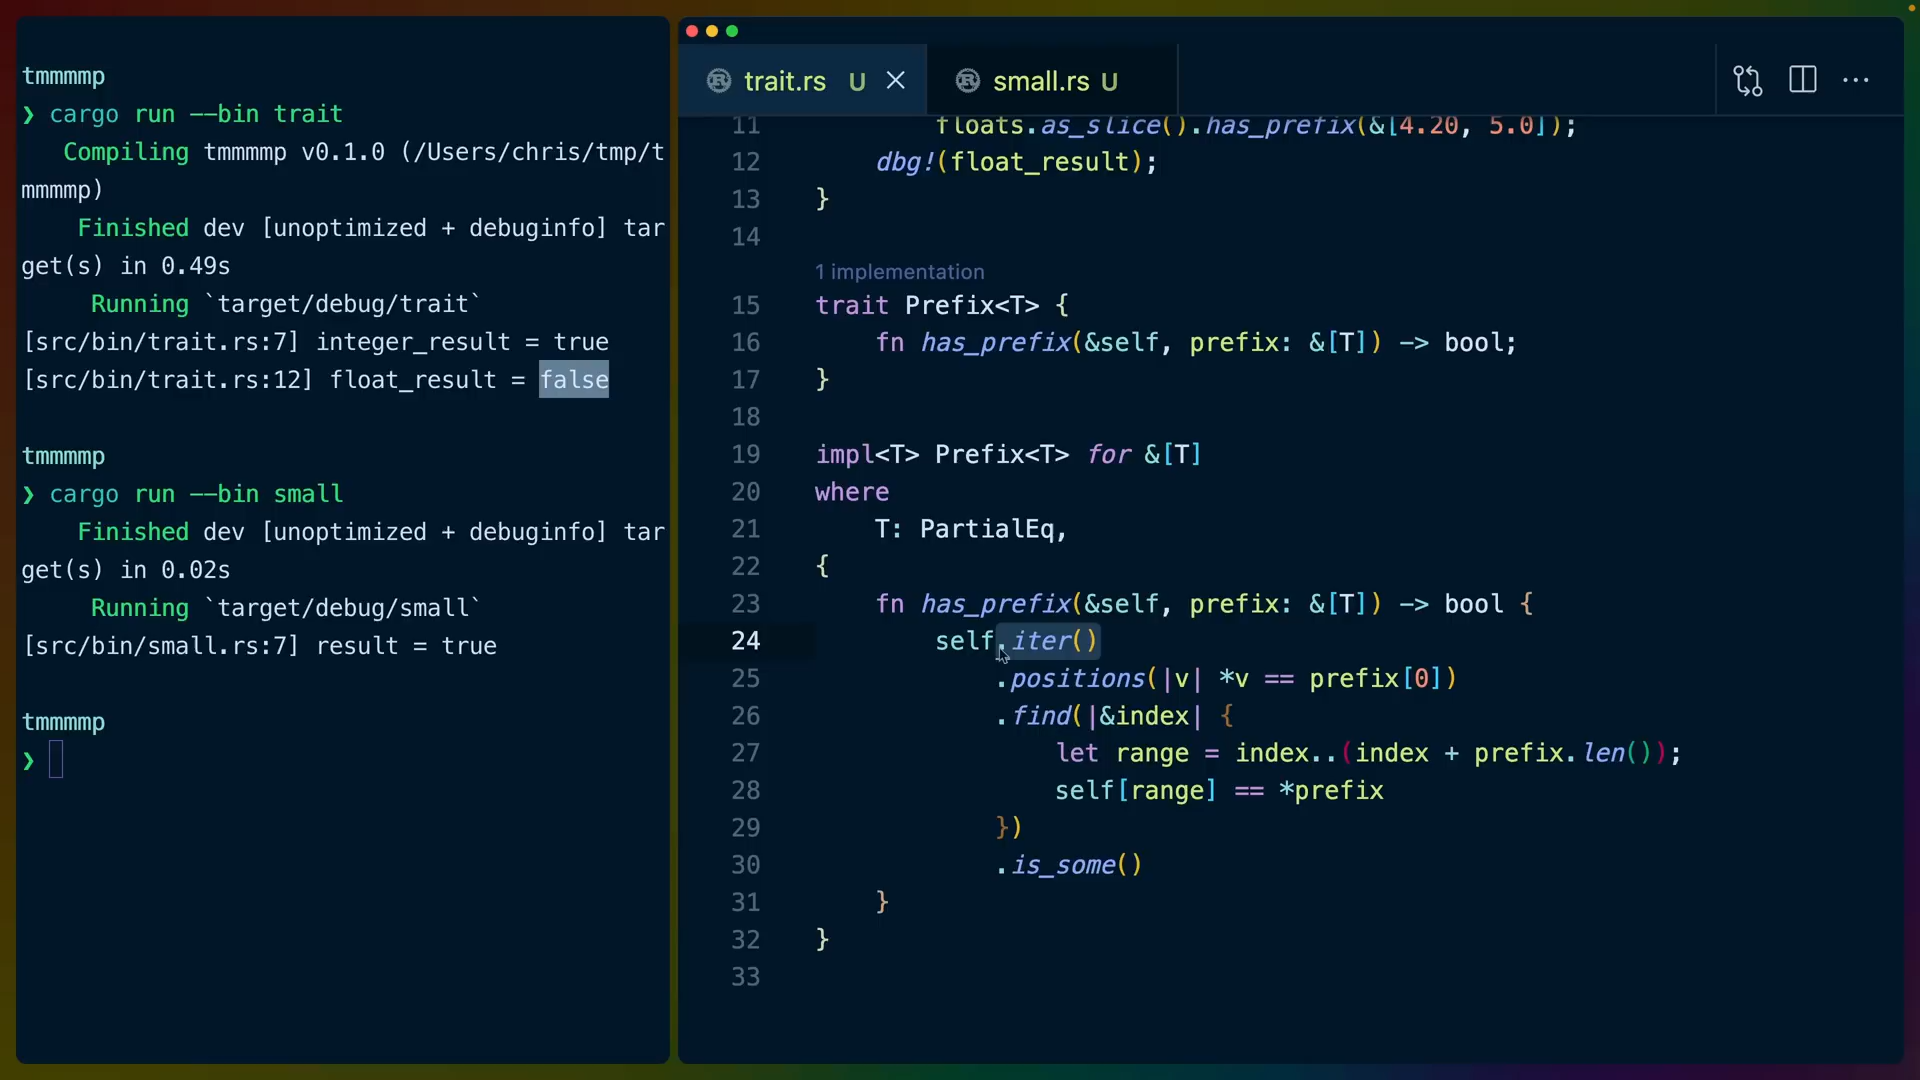 tmmmmp
❯ cargo run --bin trait
Compiling tmmmmp v0.1.0 (/Users/chris/tmp/t
mmmmp)
Finished dev [unoptimized + debuginfo] tar
get(s) in 0.49s
Running `target/debug/trait`
[src/bin/trait.rs:7] integer_result = true
[src/bin/trait.rs:12] float_result = false
tmmmmp
❯ cargo run --bin small
Finished dev [unoptimized + debuginfo] tar
get(s) in 0.02s
Running `target/debug/small`
[src/bin/small.rs:7] result = true
tmmmmp
❯
trait.rs U
small.rs U
11 floats.as_slice().has_prefix(&[4.20, 5.0]);
12 dbg!(float_result);
13 }
14
1 implementation
15 trait Prefix<T> {
16 fn has_prefix(&self, prefix: &[T]) -> bool;
17 }
18
19 impl<T> Prefix<T> for &[T]
20 where
21 T: PartialEq,
22 {
23 fn has_prefix(&self, prefix: &[T]) -> bool {
24 self.iter()
25 .positions(|v| *v == prefix[0])
26 .find(|&index| {
27 let range = index..(index + prefix.len());
28 self[range] == *prefix
29 })
30 .is_some()
31 }
32 }
33